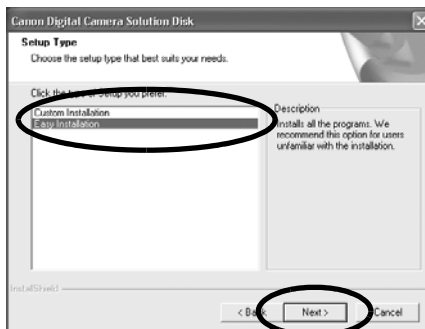 Canon Digital Camera Solution Disk
Setup Type
Choose the setup type that best suits your needs.
Click the type of Setup you prefer.
Custom Installation
Easy Installation
Description
Installs all the programs. We
recommend this option for users
unfamiliar with the installation.
InstallShield
< Back
Next >
Cancel